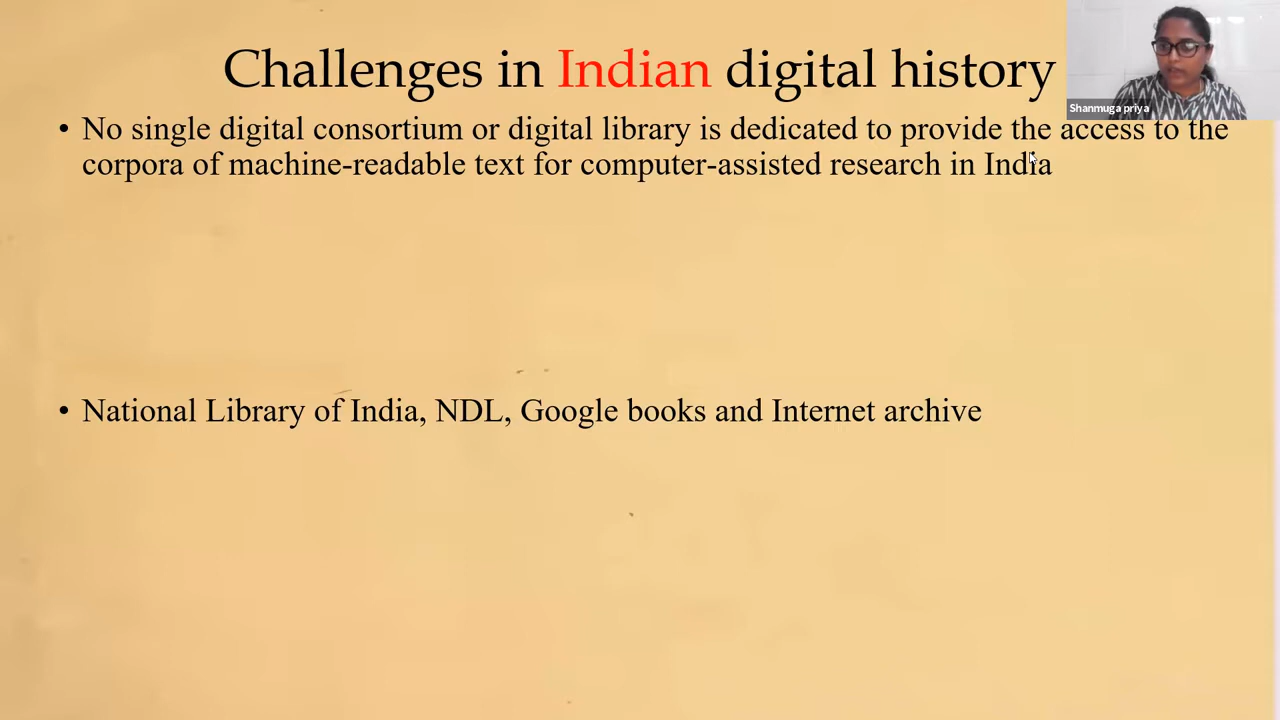 Challenges in Indian digital history
Shanmuga priya
• No single digital consortium or digital library is dedicated to provide the access to the
corpora of machine-readable text for computer-assisted research in India
• National Library of India, NDL, Google books and Internet archive